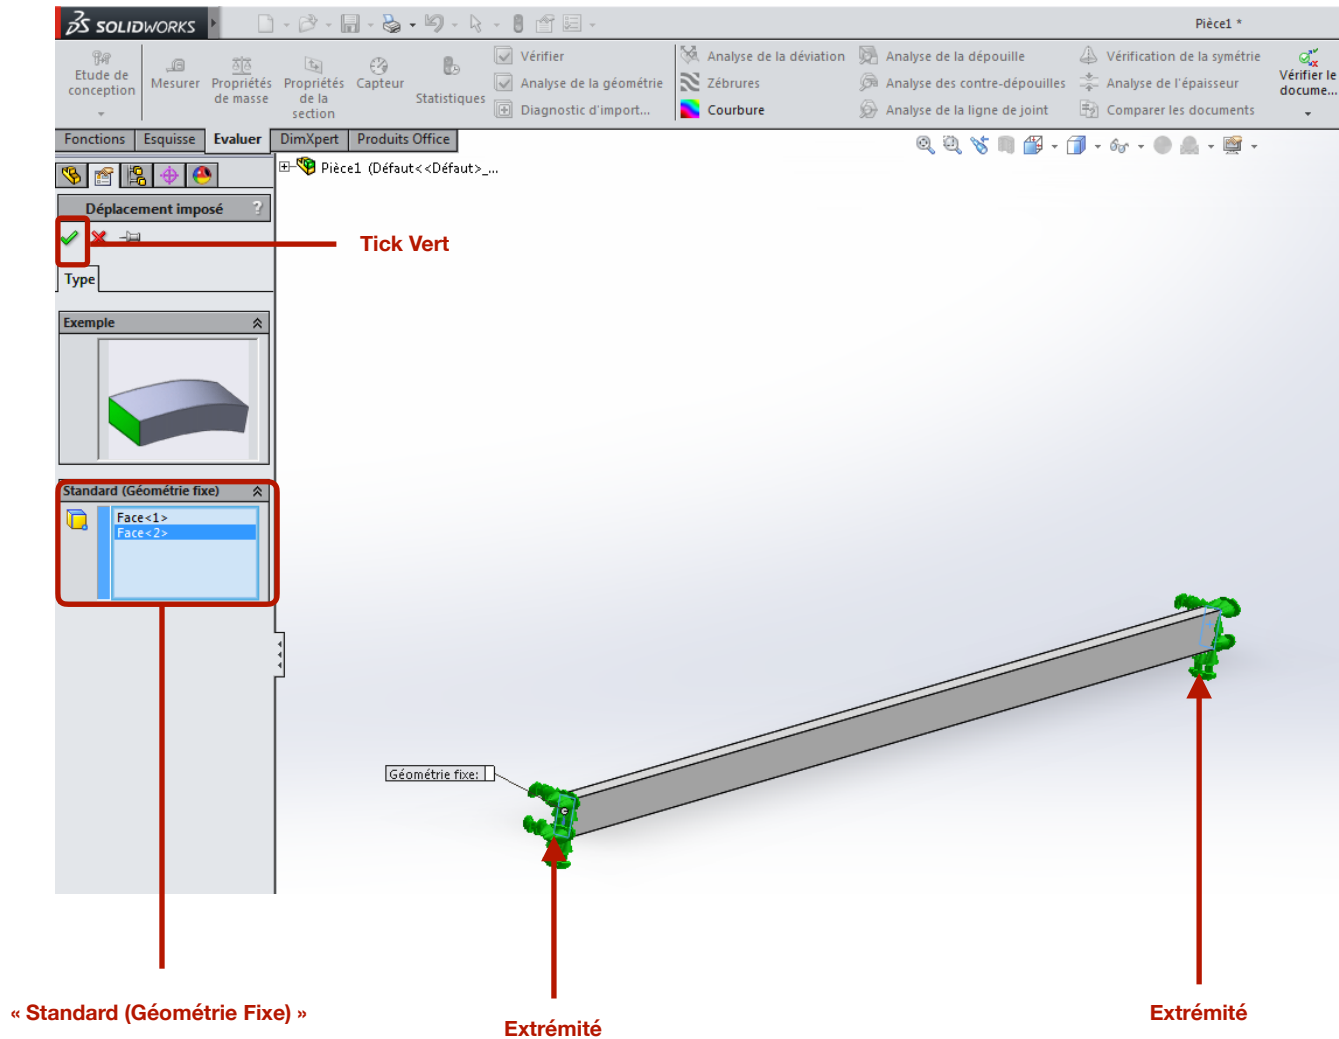 SOLIDWORKS
Pièce1 *
Etude de
conception
Mesurer
Propriétés
de masse
Propriétés
de la
section
Capteur
Statistiques
Vérifier
Analyse de la géométrie
Diagnostic d'import...
Analyse de la déviation
Zébrures
Courbure
Analyse de la dépouille
Analyse des contre-dépouilles
Analyse de la ligne de joint
Vérification de la symétrie
Analyse de l'épaisseur
Comparer les documents
Vérifier le
docume...
Fonctions
Esquisse
Evaluer
DimXpert
Produits Office
Pièce1 (Défaut<<Défaut>_...
Déplacement imposé ?
Tick Vert
Type
Exemple
Standard (Géométrie fixe)
Face<1>
Face<2>
Géométrie fixe:
« Standard (Géométrie Fixe) »
Extrémité
Extrémité